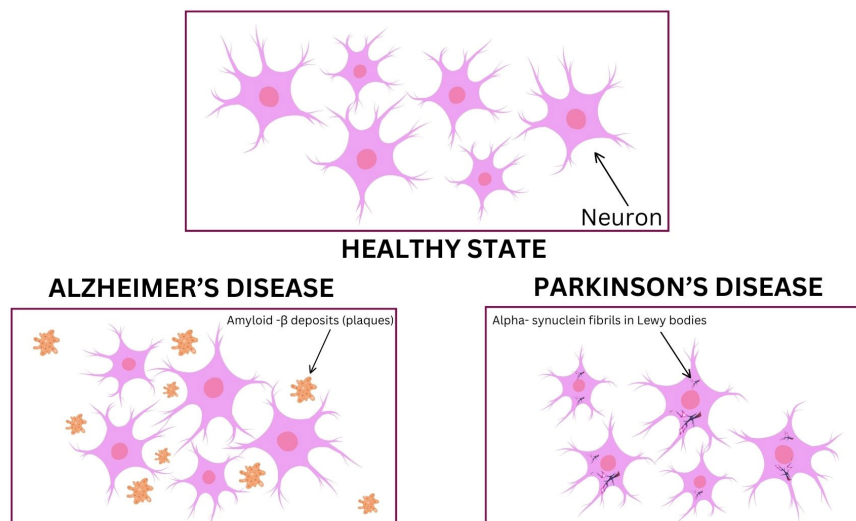 Neuron
HEALTHY STATE
ALZHEIMER'S DISEASE
PARKINSON'S DISEASE
Amyloid -β deposits (plaques)
Alpha- synuclein fibrils in Lewy bodies